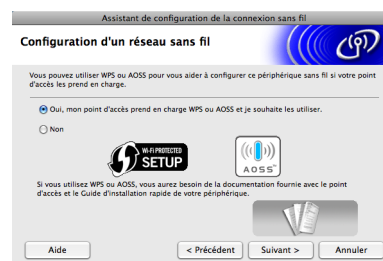 Assistant de configuration de la connexion sans fil
Configuration d'un réseau sans fil
Vous pouvez utiliser WPS ou AOSS pour vous aider à configurer ce périphérique sans fil si votre point
d'accès les prend en charge.
Oui, mon point d'accès prend en charge WPS ou AOSS et je souhaite les utiliser.
Non
WI-FI PROTECTED
SETUP
AOSS™
Si vous utilisez WPS ou AOSS, vous aurez besoin de la documentation fournie avec le point
d'accès et le Guide d'installation rapide de votre périphérique.
Aide
< Précédent
Suivant >
Annuler